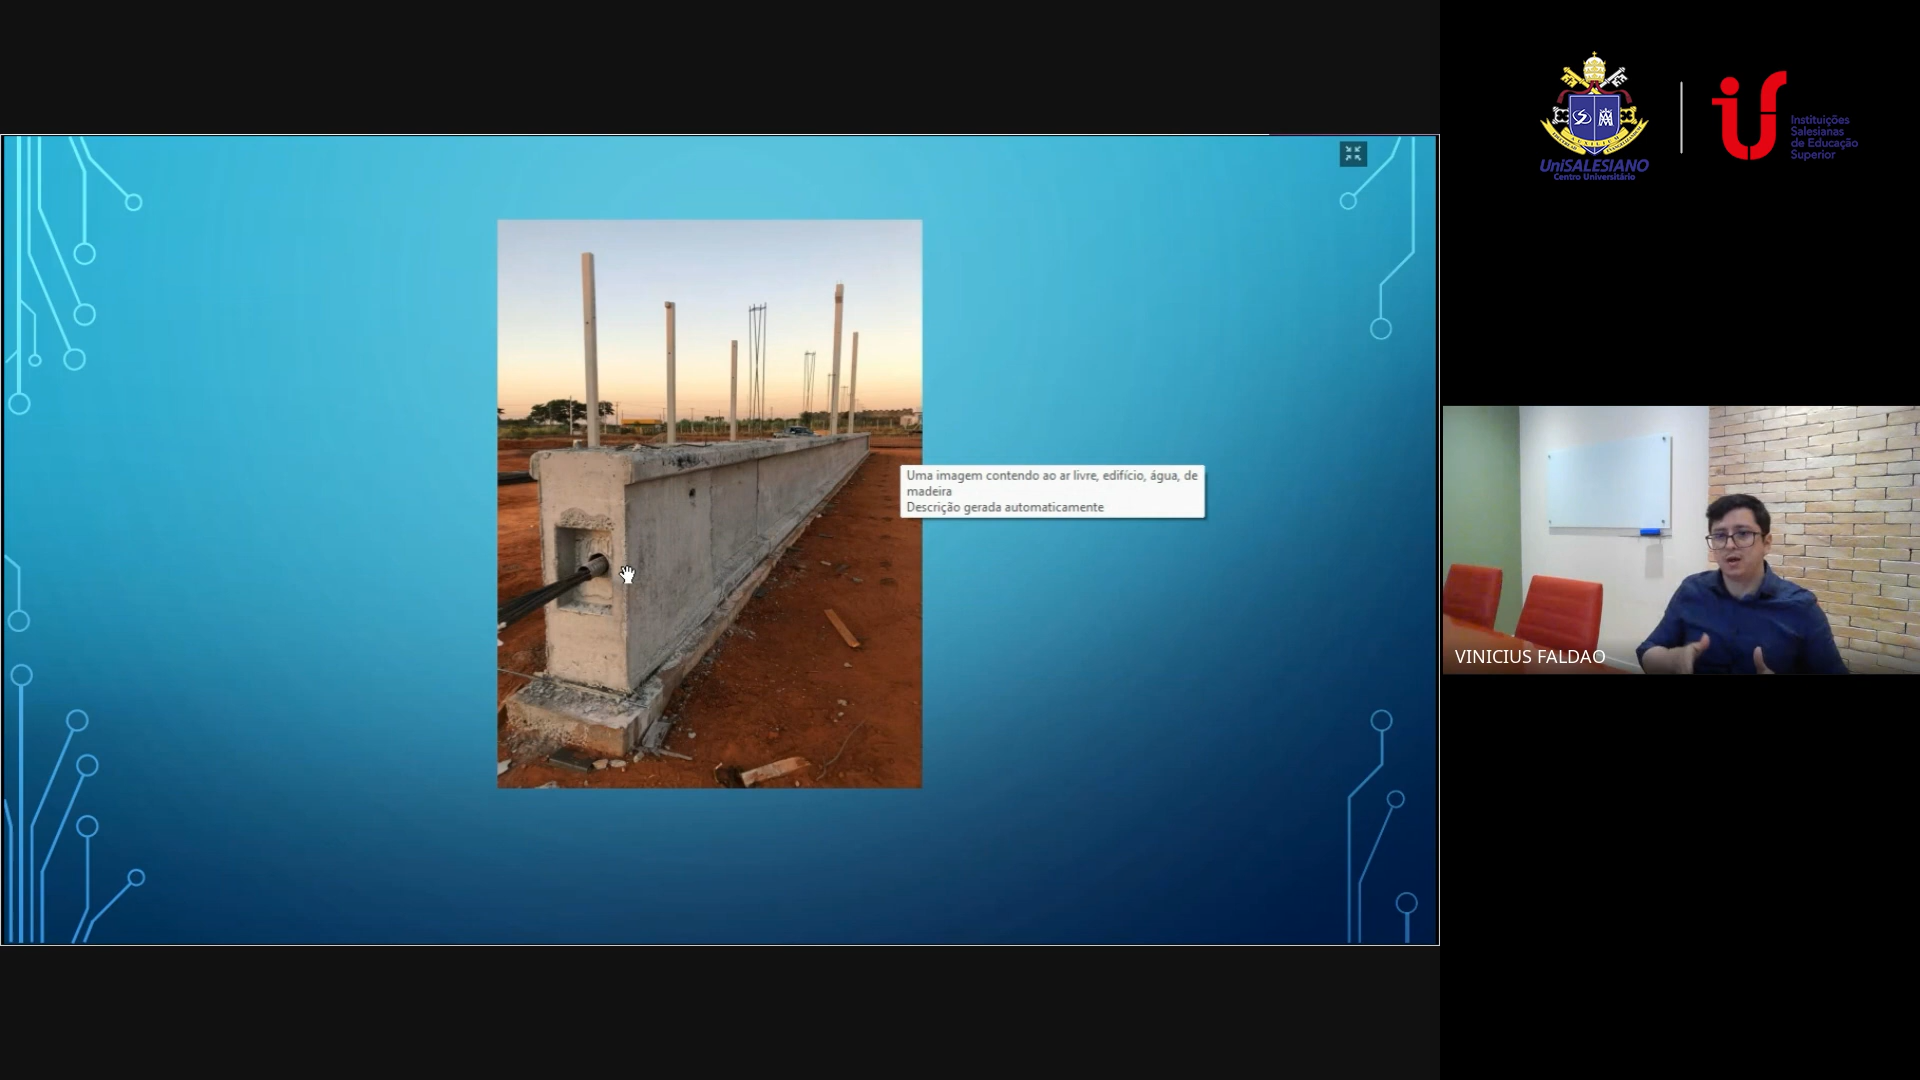 Uma imagem contendo ao ar livre, edifício, água, de
madeira
Descrição gerada automaticamente
UniSALESIANO
Centro Universitário
Instituições
Salesianas
de Educação
Superior
VINICIUS FALDAO